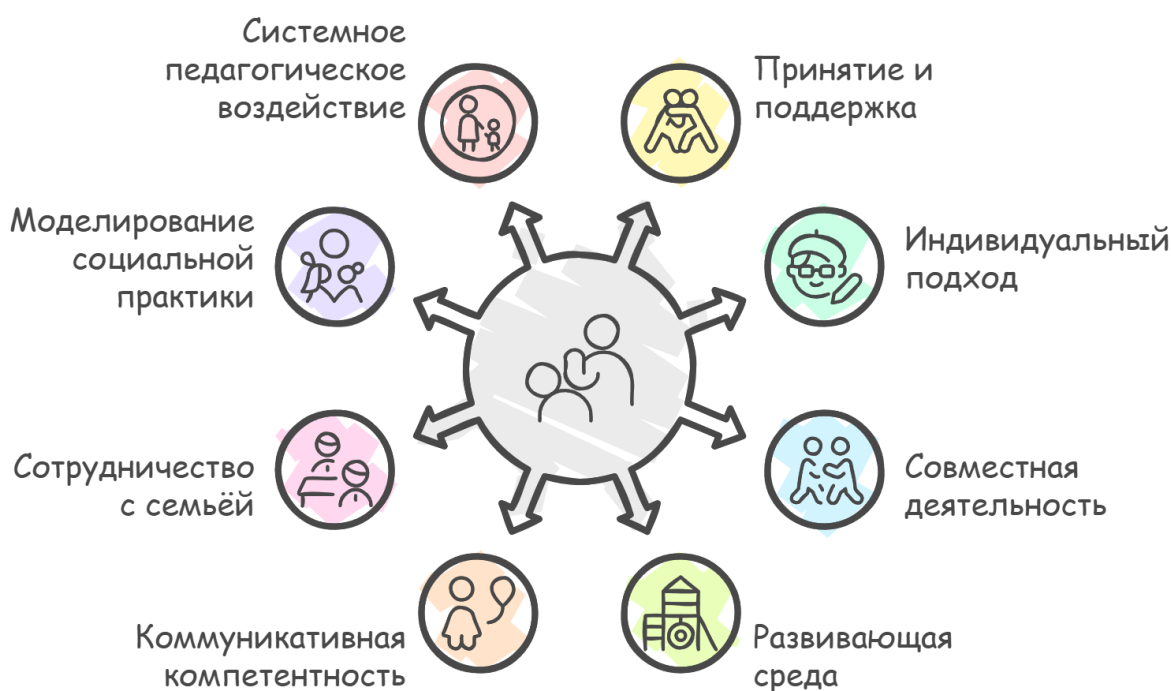 Системное
педагогическое
воздействие
Принятие и
поддержка
Моделирование
социальной
практики
Индивидуальный
подход
Сотрудничество
с семьёй
Совместная
деятельность
Коммуникативная
компетентность
Развивающая
среда